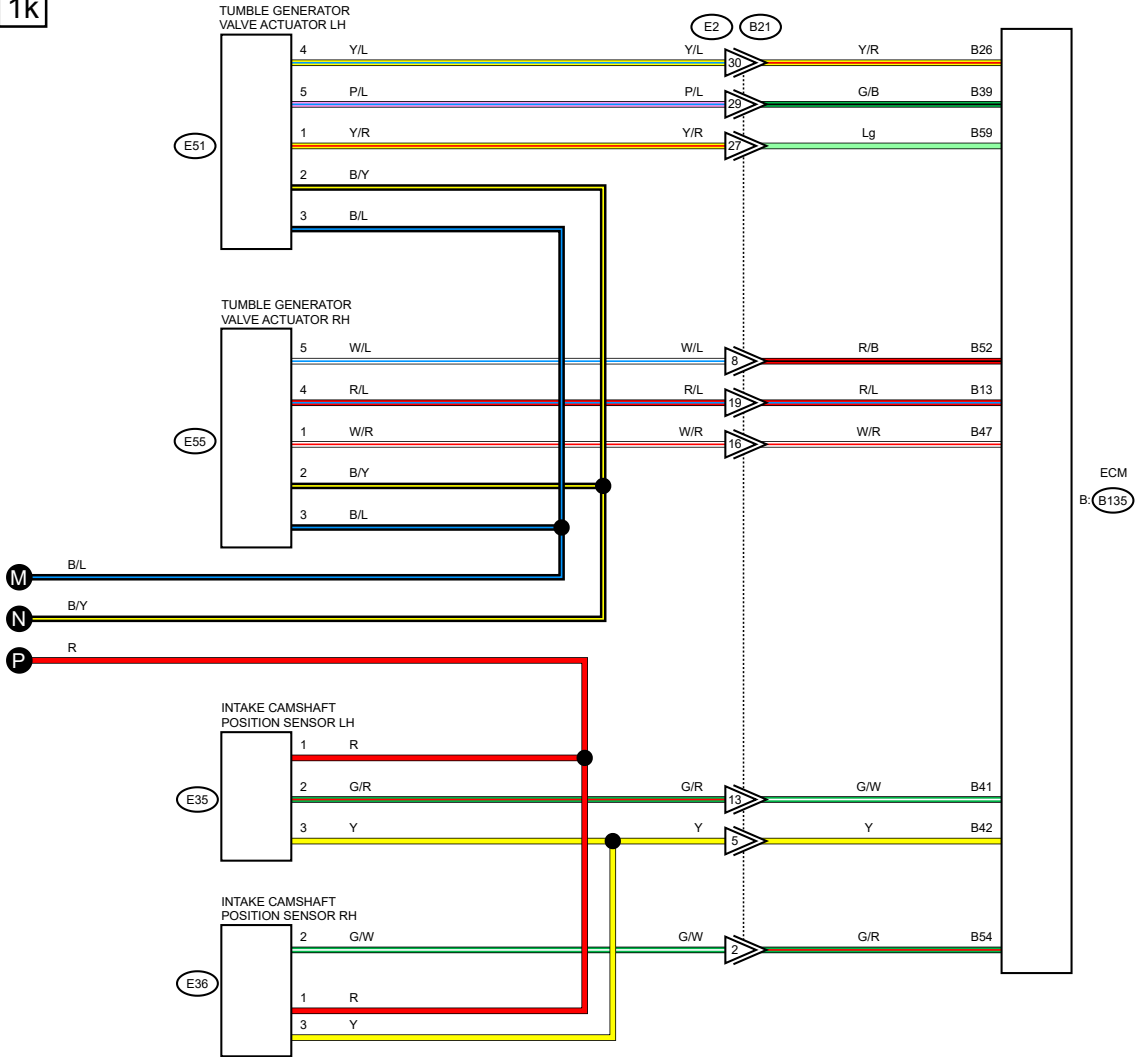 1k
TUMBLE GENERATOR
VALVE ACTUATOR LH
E2 B21
4 Y/L Y/L 30 Y/R B26
5 P/L P/L 29 G/B B39
1 Y/R Y/R 27 Lg B59
E51
2 B/Y
3 B/L
TUMBLE GENERATOR
VALVE ACTUATOR RH
5 W/L W/L 8 R/B B52
4 R/L R/L 19 R/L B13
1 W/R W/R 16 W/R B47
E55
2 B/Y
ECM
B: B135
3 B/L
M B/L
N B/Y
P R
INTAKE CAMSHAFT
POSITION SENSOR LH
1 R
2 G/R G/R 13 G/W B41
E35
3 Y Y 5 Y B42
INTAKE CAMSHAFT
POSITION SENSOR RH
2 G/W G/W 2 G/R B54
E36
1 R
3 Y